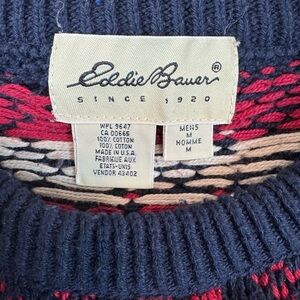 Eddie Bauer®
SINCE 1920
WPL 9647
CA 00665
100% COTTON
100% COTON
MADE IN U.S.A.
FABRIQUE AUX
ETATS-UNIS
VENDOR 43402
MENS
M
HOMME
M